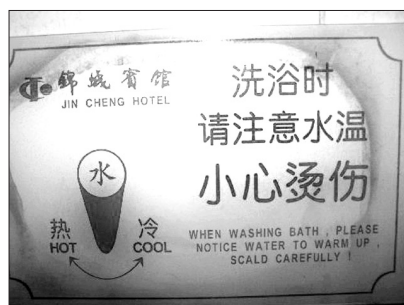 錦城賓馆
JIN CHENG HOTEL
洗浴时
请注意水温
小心烫伤
水
热
HOT
冷
COOL
WHEN WASHING BATH , PLEASE
NOTICE WATER TO WARM UP ,
SCALD CAREFULLY !